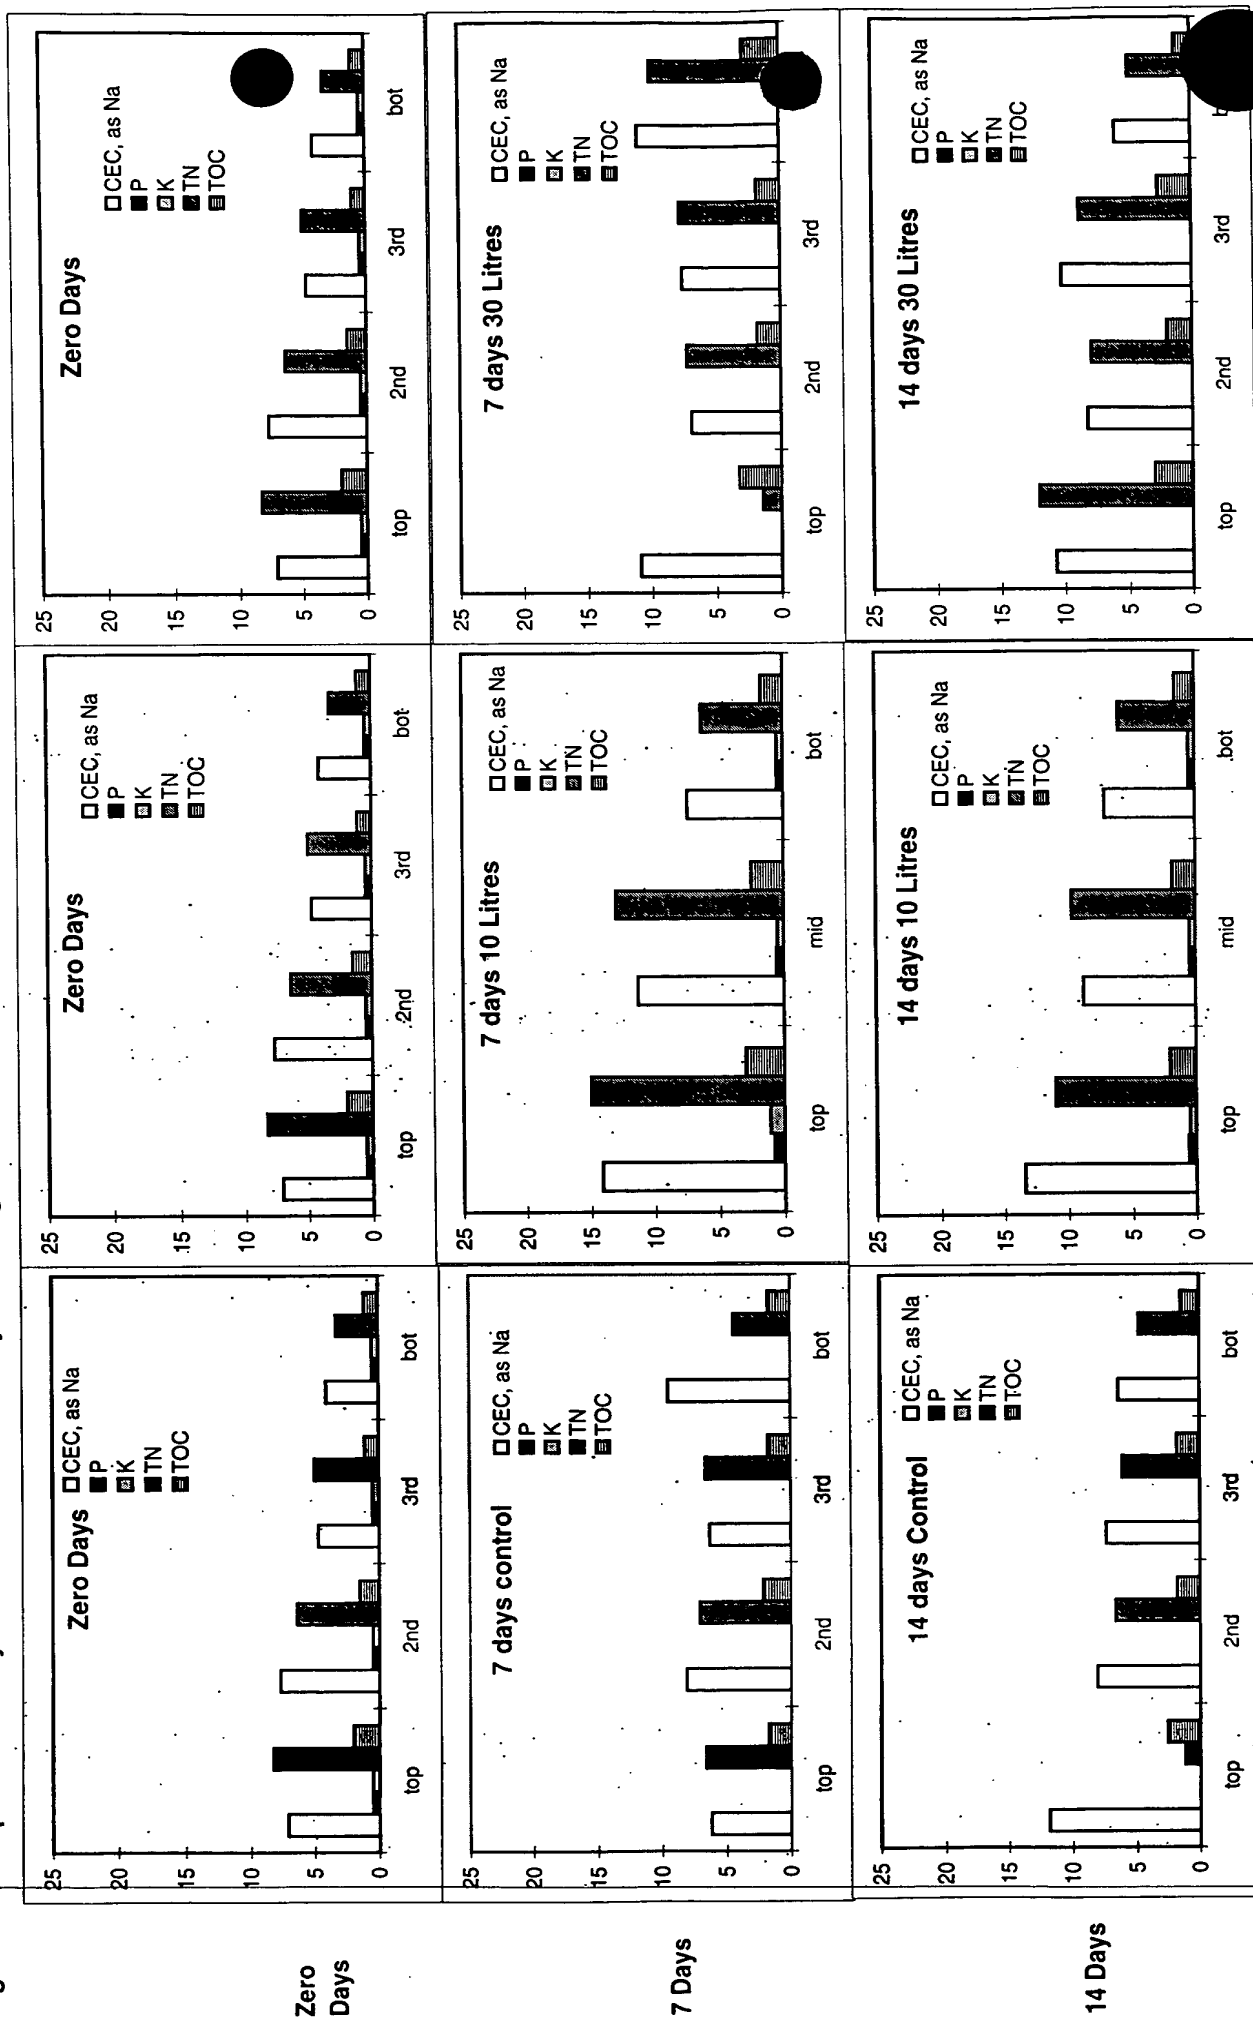 Zero
Days
Zero Days
CEC, as Na
P
K
TN
TOC
25
20
15
10
5
0
top
2nd
3rd
bot
Zero Days
CEC, as Na
P
K
TN
TOC
25
20
15
10
5
0
top
2nd
3rd
bot
Zero Days
CEC, as Na
P
K
TN
TOC
25
20
15
10
5
0
top
2nd
3rd
bot
7 Days
7 days control
CEC, as Na
P
K
TN
TOC
25
20
15
10
5
0
top
2nd
3rd
bot
7 days 10 Litres
CEC, as Na
P
K
TN
TOC
25
20
15
10
5
0
top
mid
bot
7 days 30 Litres
CEC, as Na
P
K
TN
TOC
25
20
15
10
5
0
top
2nd
3rd
bot
14 Days
14 days Control
CEC, as Na
P
K
TN
TOC
25
20
15
10
5
0
top
2nd
3rd
bot
14 days 10 Litres
CEC, as Na
P
K
TN
TOC
25
20
15
10
5
0
top
mid
bot
14 days 30 Litres
CEC, as Na
P
K
TN
TOC
25
20
15
10
5
0
top
2nd
3rd